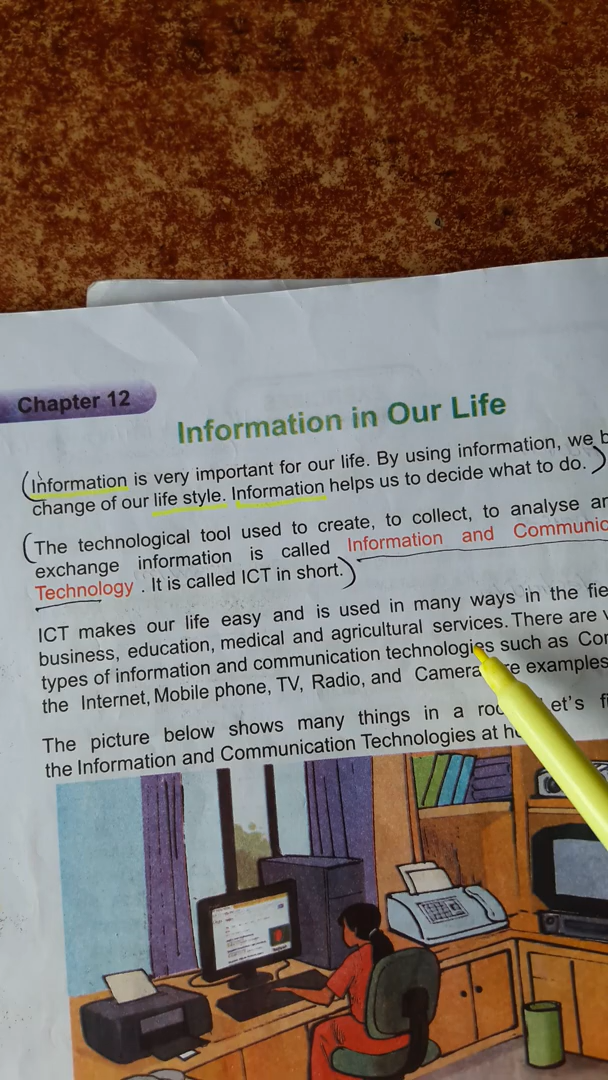 Chapter 12
Information in Our Life
Information is very important for our life. By using information, we
change of our life style. Information helps us to decide what to do.
The technological tool used to create, to collect, to analyse
exchange information is called Information and
Technology . It is called ICT in short.
ICT makes our life easy and is used in many ways in the
business, education, medical and agricultural services. There are
types of information and communication technologies such as
the Internet, Mobile phone, TV, Radio, and Camera examples
The picture below shows many things in a
the Information and Communication Technologies at